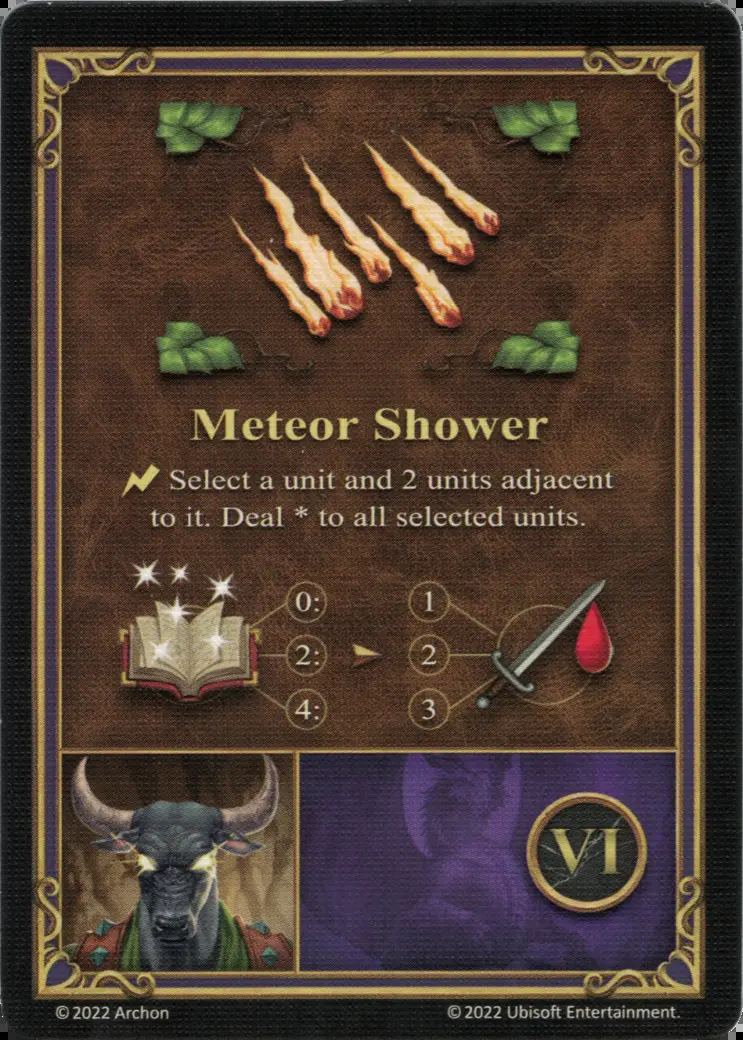 Meteor Shower
Select a unit and 2 units adjacent
to it. Deal * to all selected units.
0: 1
2: 2
4: 3
VI
© 2022 Archon © 2022 Ubisoft Entertainment.